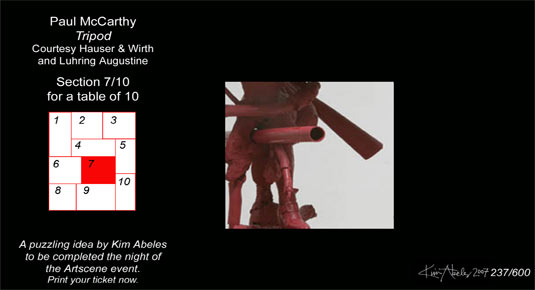 Paul McCarthy
Tripod
Courtesy Hauser & Wirth
and Luhring Augustine
Section 7/10
for a table of 10
1 2 3
4 5
6 7
8 9 10
A puzzling idea by Kim Abeles
to be completed the night of
the Artscene event.
Print your ticket now.
Kim Abeles 2007 237/600